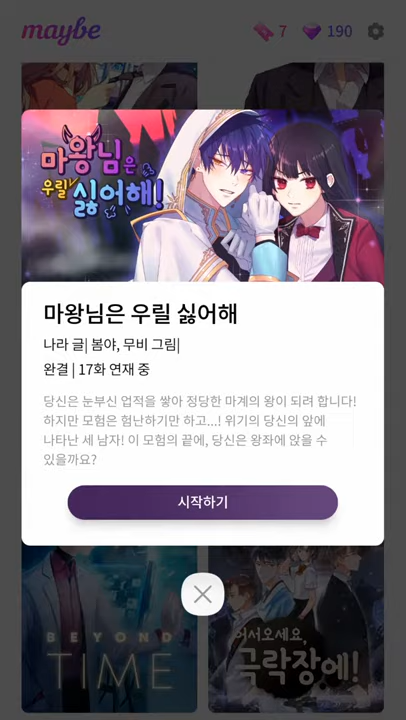 maybe
7
190
마왕님은
우릴 싫어해!
마왕님은 우릴 싫어해
나라 글| 봄야, 무비 그림|
완결 | 17화 연재 중
당신은 눈부신 업적을 쌓아 정당한 마계의 왕이 되려 합니다!
하지만 모험은 험난하기만 하고...! 위기의 당신의 앞에
나타난 세 남자! 이 모험의 끝에, 당신은 왕좌에 앉을 수
있을까요?
시작하기
BEYOND
TIME
어서오세요,
극락장에!